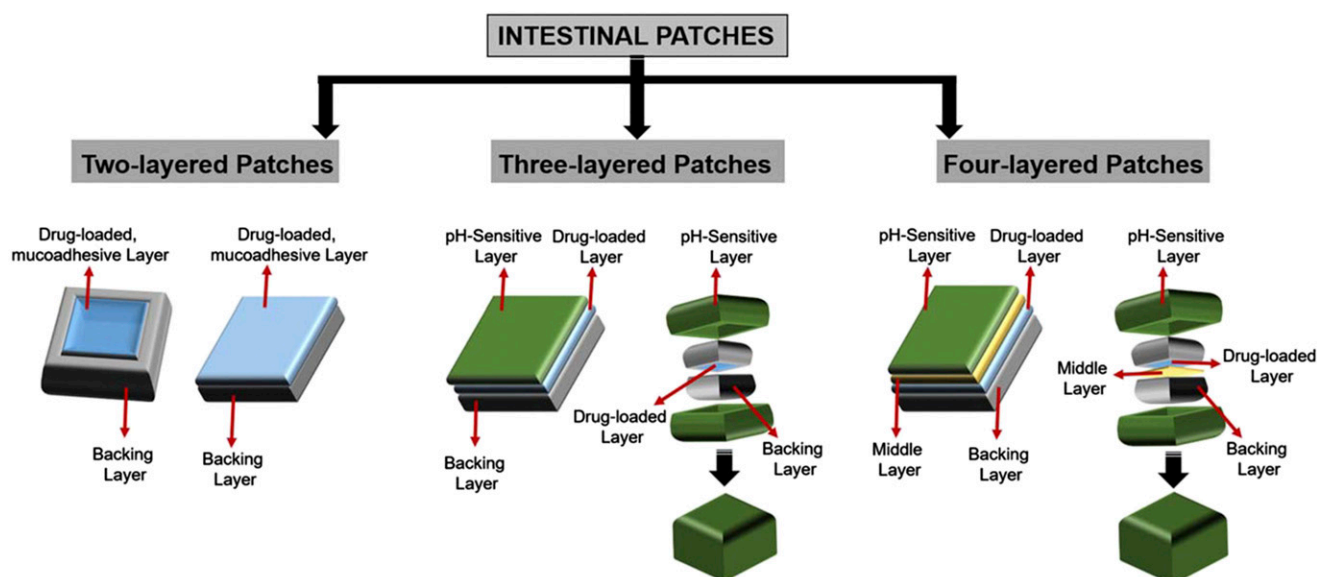 INTESTINAL PATCHES
Two-layered Patches
Three-layered Patches
Four-layered Patches
Drug-loaded,
mucoadhesive Layer
Backing
Layer
Drug-loaded,
mucoadhesive Layer
Backing
Layer
pH-Sensitive
Layer
Drug-loaded
Layer
Backing
Layer
pH-Sensitive
Layer
Drug-loaded
Layer
Backing
Layer
pH-Sensitive
Layer
Drug-loaded
Layer
Middle
Layer
Backing
Layer
pH-Sensitive
Layer
Middle
Layer
Drug-loaded
Layer
Backing
Layer